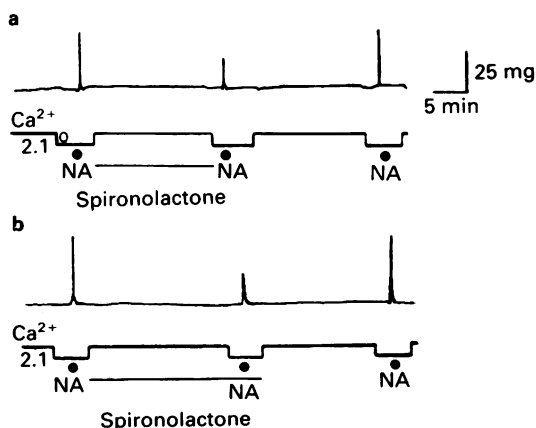 a
25 mg
5 min
Ca2+
2.1 O
NA NA NA
Spironolactone
b
Ca2+
2.1
NA NA NA
Spironolactone